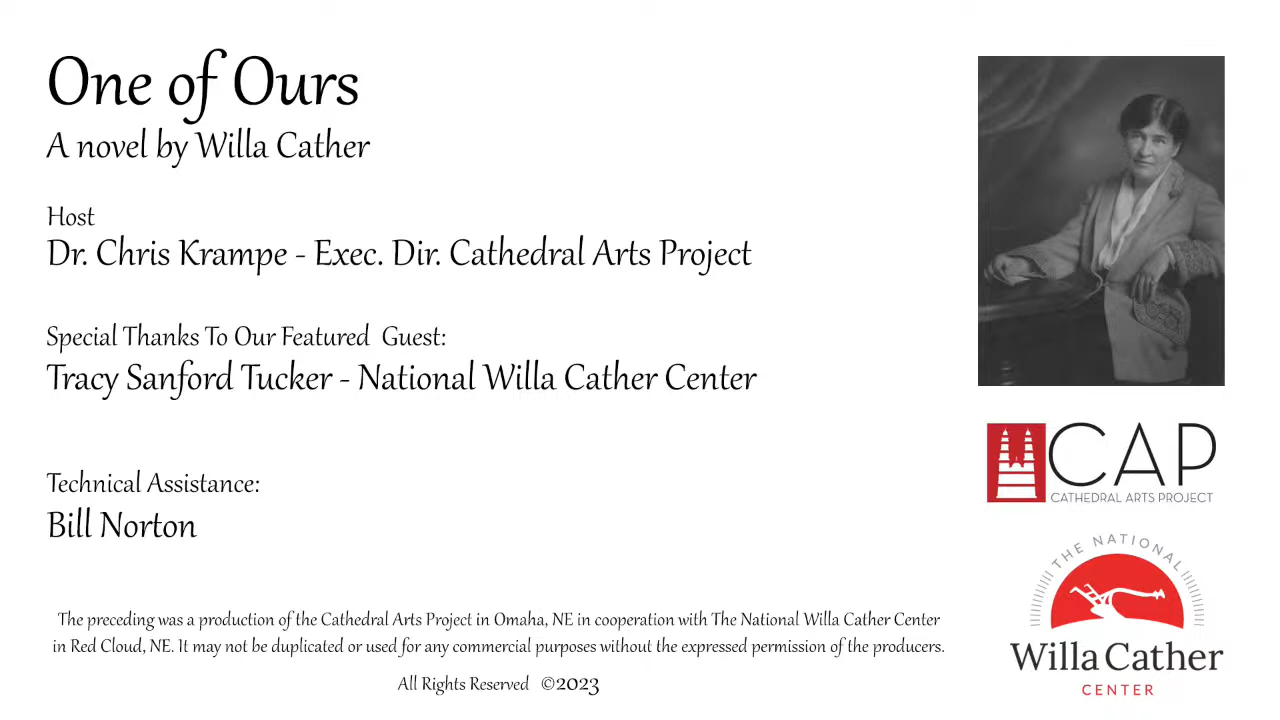 One of Ours
A novel by Willa Cather
Host
Dr. Chris Krampe - Exec. Dir. Cathedral Arts Project
Special Thanks To Our Featured Guest:
Tracy Sanford Tucker - National Willa Cather Center
Technical Assistance:
Bill Norton
The preceding was a production of the Cathedral Arts Project in Omaha, NE in cooperation with The National Willa Cather Center
in Red Cloud, NE. It may not be duplicated or used for any commercial purposes without the expressed permission of the producers.
All Rights Reserved ©2023
CAP
CATHEDRAL ARTS PROJECT
THE NATIONAL
Willa Cather
CENTER